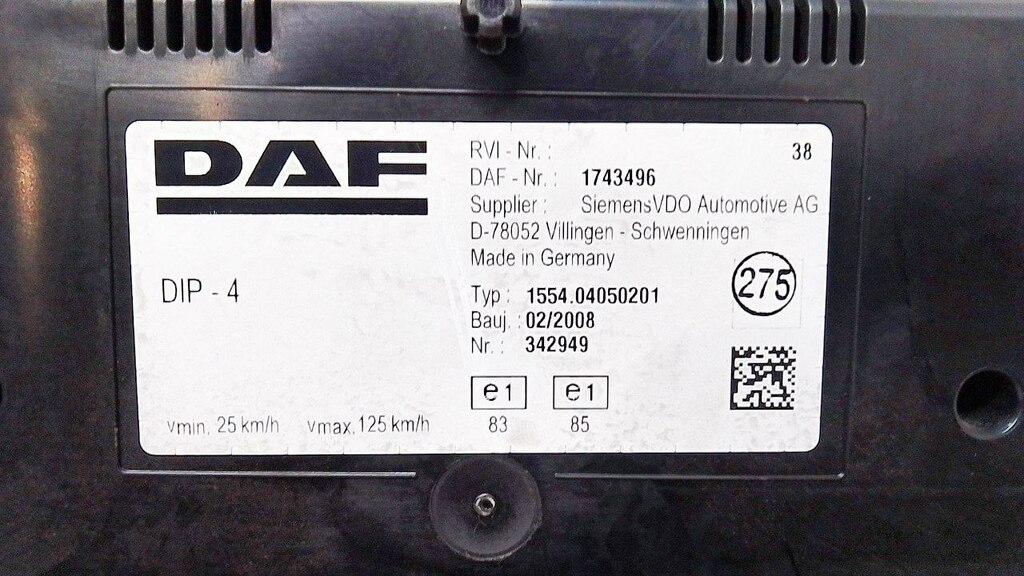 DAF
DIP - 4
vmin. 25 km/h vmax. 125 km/h
RVI - Nr. : 38
DAF - Nr. : 1743496
Supplier : SiemensVDO Automotive AG
D-78052 Villingen - Schwenningen
Made in Germany
Typ : 1554.04050201
Bauj. : 02/2008
Nr. : 342949
275
e1 e1
83 85